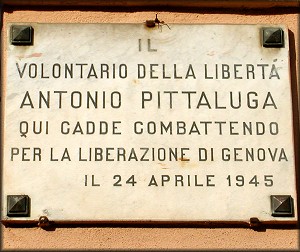 IL
VOLONTARIO DELLA LIBERTÁ
ANTONIO PITTALUGA
QUI CADDE COMBATTENDO
PER LA LIBERAZIONE DI GENOVA
IL 24 APRILE 1945